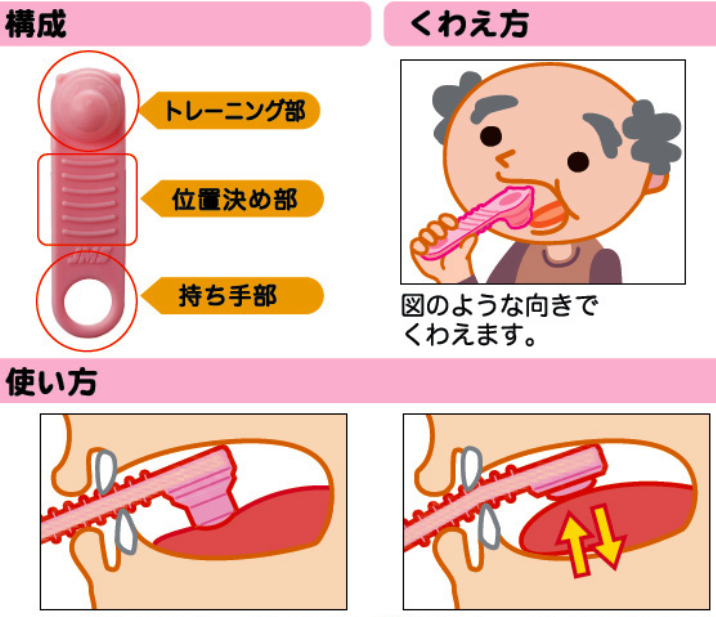 構成
くわえ方
トレーニング部
位置決め部
JMS
持ち手部
図のような向きで
くわえます。
使い方